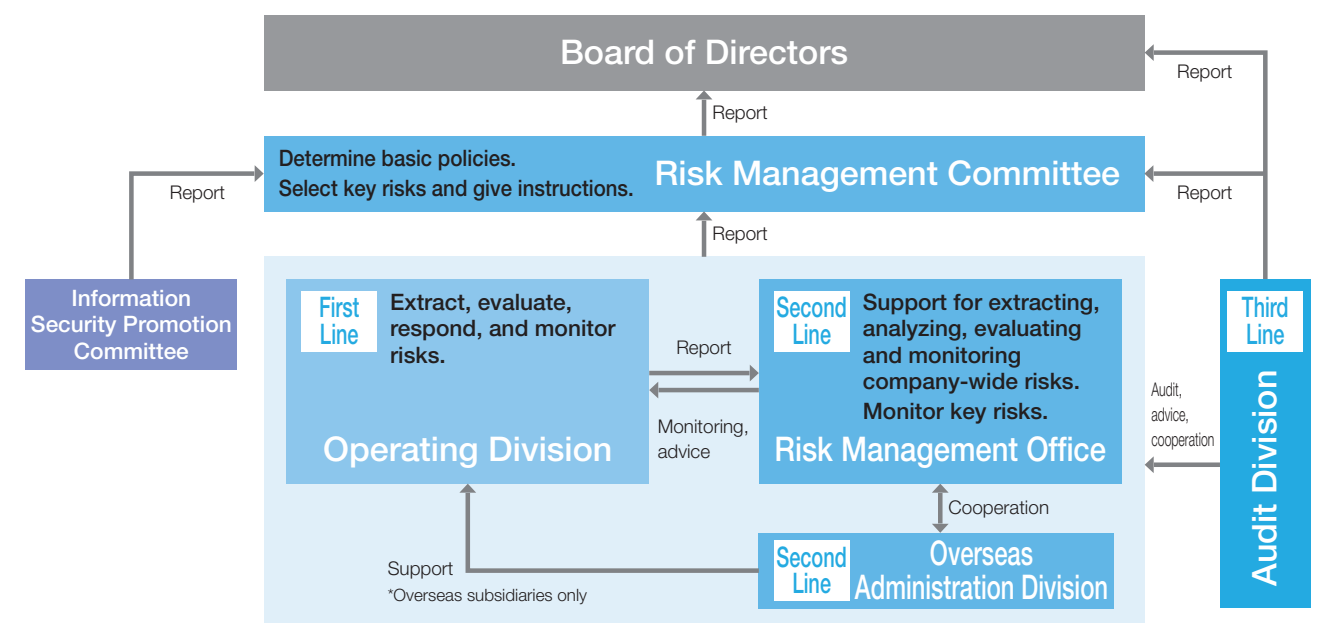 Board of Directors
Report
Report
Determine basic policies.
Select key risks and give instructions.
Risk Management Committee
Report
Report
Report
Information
Security Promotion
Committee
First
Line
Extract, evaluate,
respond, and monitor
risks.
Operating Division
Report
Monitoring,
advice
Second
Line
Support for extracting,
analyzing, evaluating
and monitoring
company-wide risks.
Monitor key risks.
Risk Management Office
Third
Line
Audit Division
Audit,
advice,
cooperation
Cooperation
Support
*Overseas subsidiaries only
Second
Line
Overseas
Administration Division